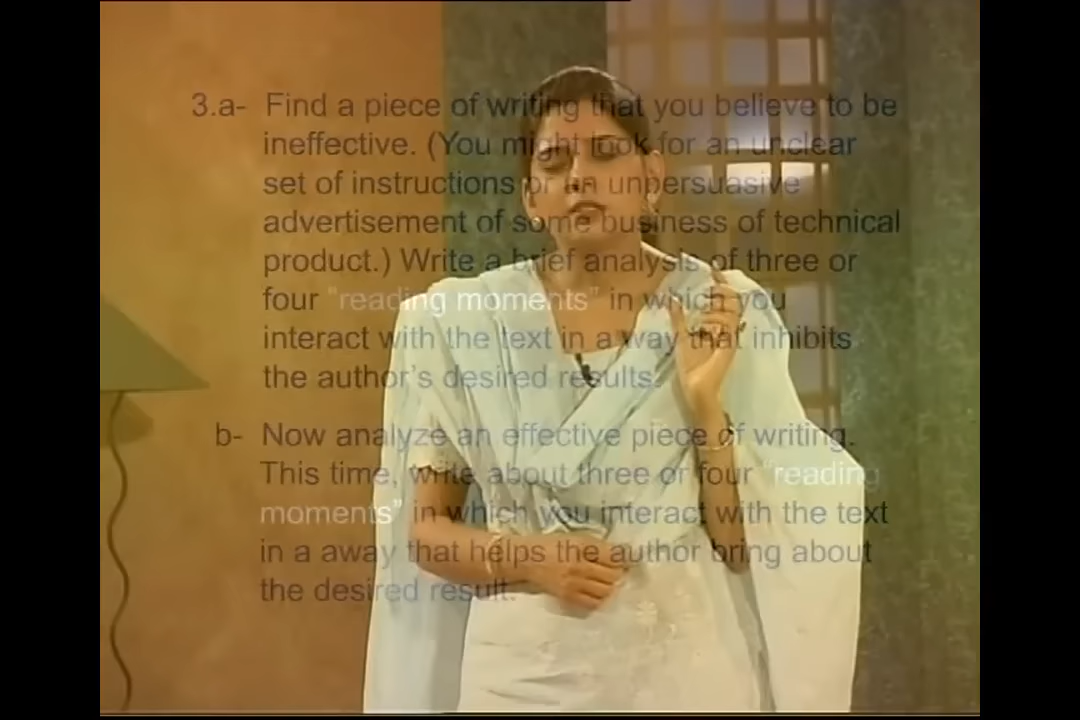 3.a- Find a piece of writing that you believe to be
ineffective. (You might look for an unclear
set of instructions or an unpersuasive
advertisement of some business of technical
product.) Write a brief analysis of three or
four "reading moments" in which you
interact with the text in a way that inhibits
the author's desired results.
b- Now analyze an effective piece of writing.
This time, write about three or four "reading
moments" in which you interact with the text
in a away that helps the author bring about
the desired result.